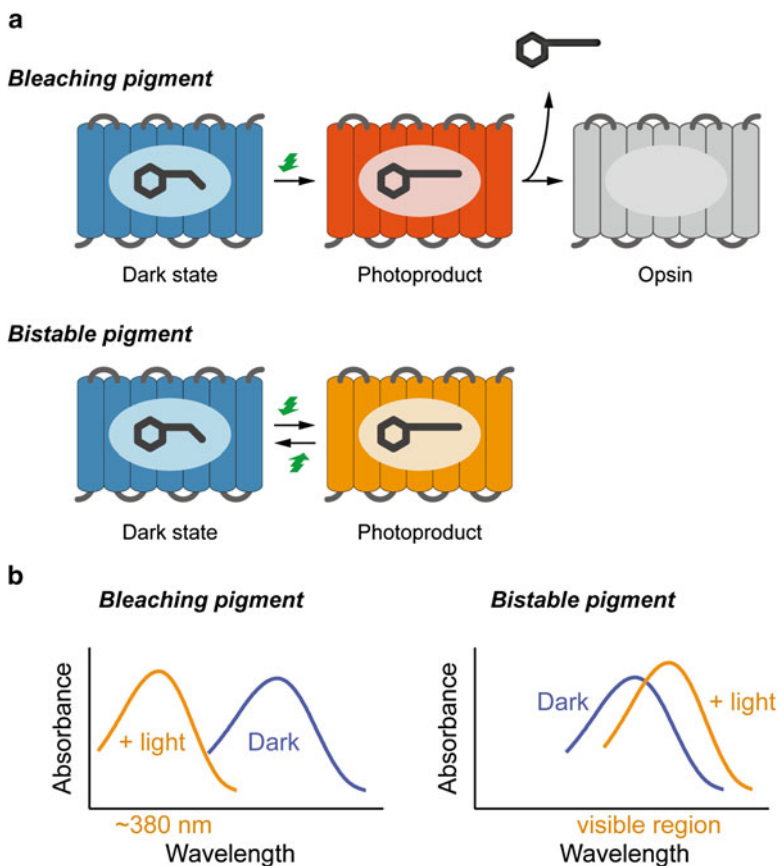 a
Bleaching pigment
Dark state
Photoproduct
Opsin
Bistable pigment
Dark state
Photoproduct
b
Bleaching pigment
Absorbance
+ light
Dark
~380 nm
Wavelength
Bistable pigment
Absorbance
Dark
+ light
visible region
Wavelength